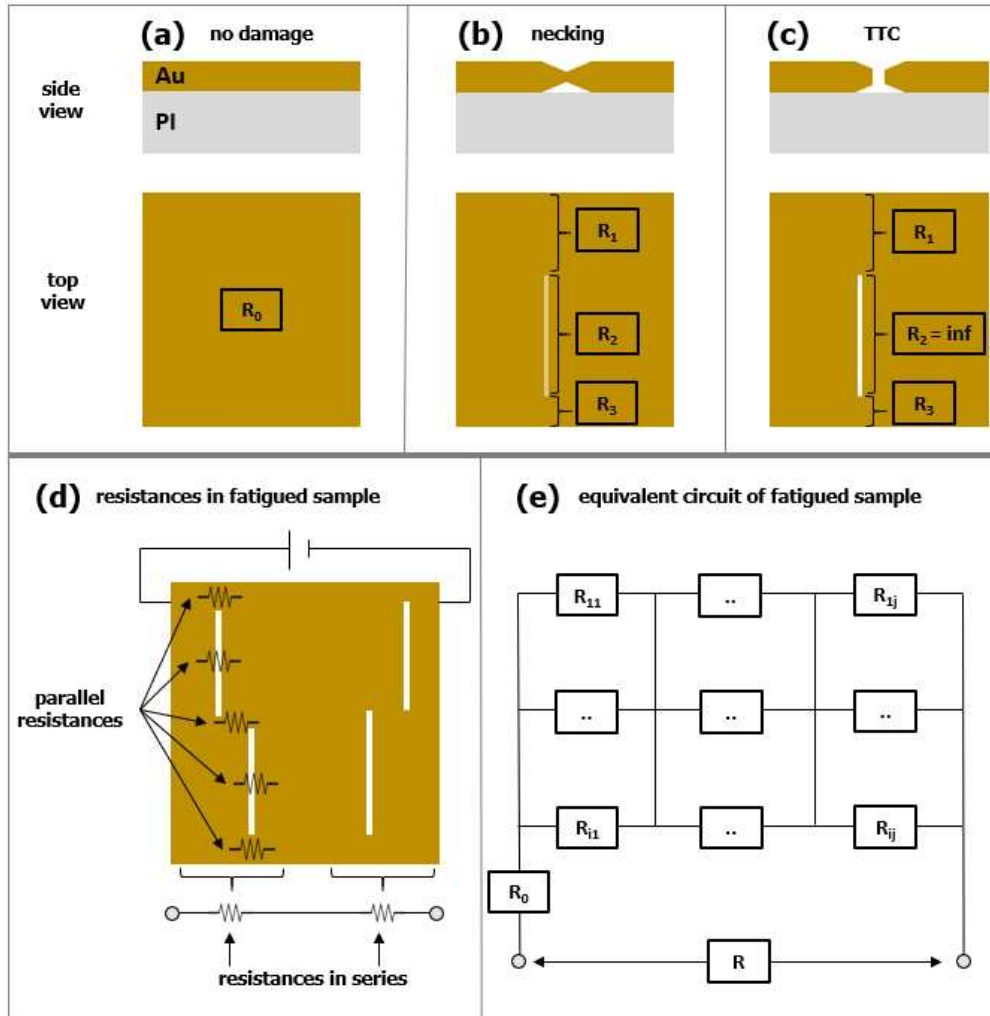 (a) no damage
(b) necking
(c) TTC
side
view
Au
PI
top
view
R0
R1
R2
R3
R1
R2 = inf
R3
(d) resistances in fatigued sample
parallel
resistances
resistances in series
(e) equivalent circuit of fatigued sample
R11
..
R1j
..
..
..
Ri1
..
Rij
R0
R